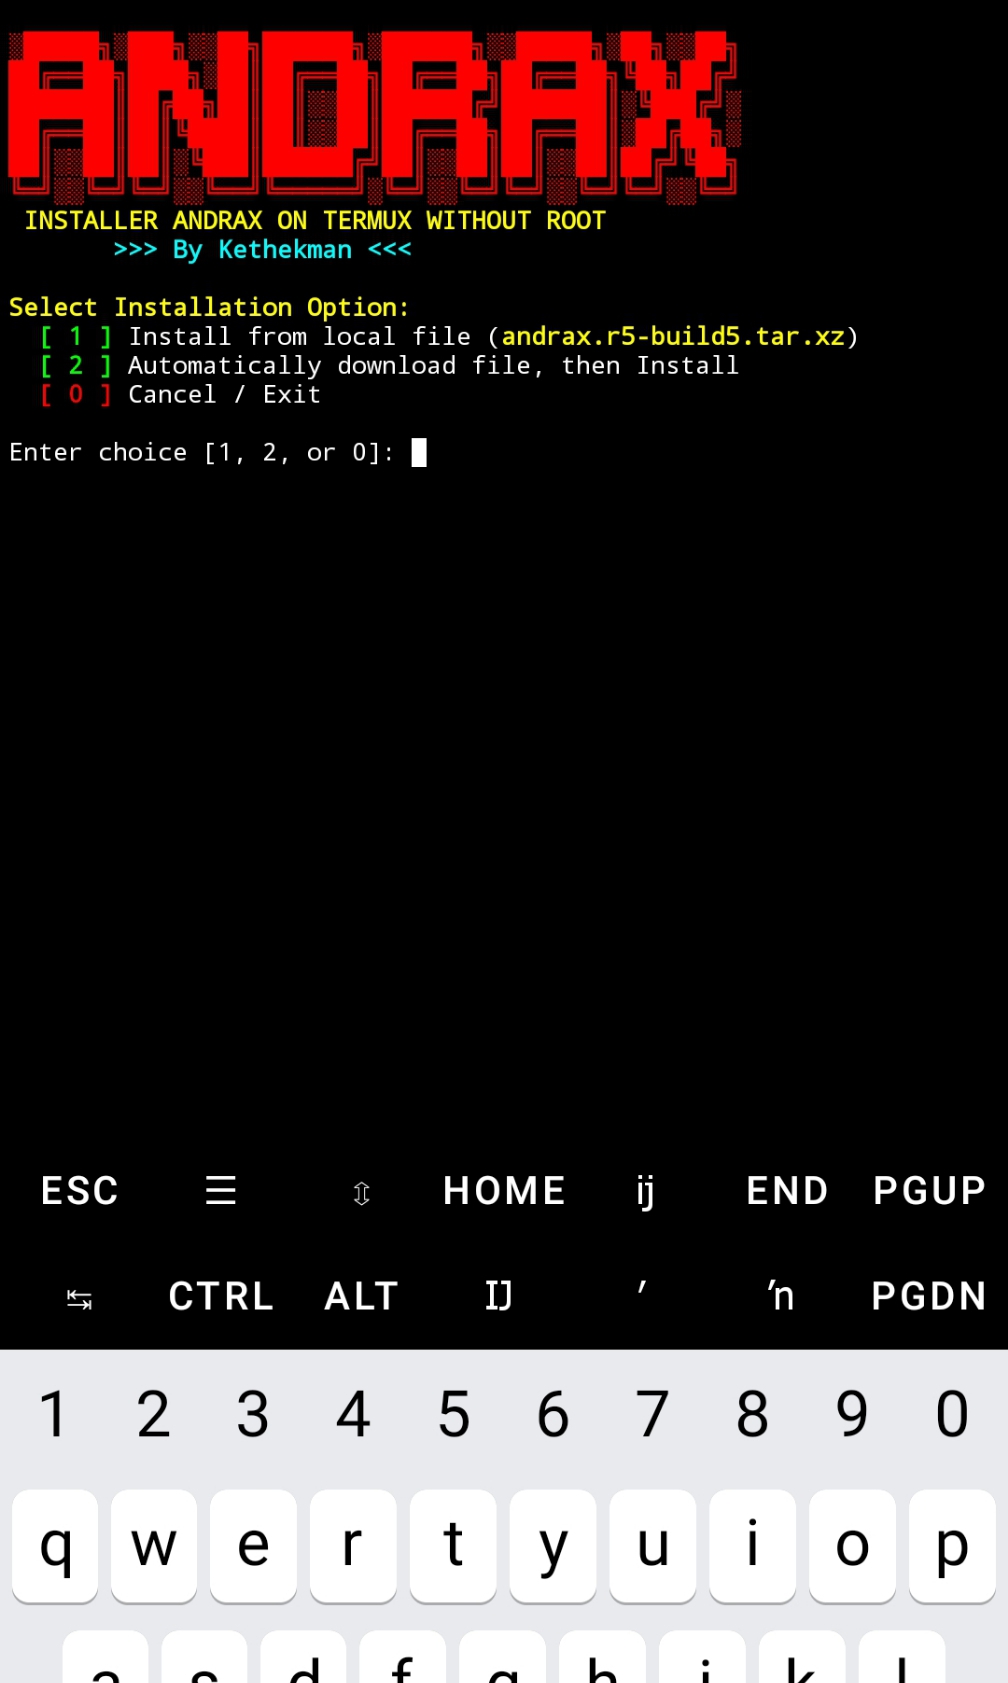 ANDRAX
INSTALLER ANDRAX ON TERMUX WITHOUT ROOT
>>> By Kethekman <<<
Select Installation Option:
[ 1 ] Install from local file (andrax.r5-build5.tar.xz)
[ 2 ] Automatically download file, then Install
[ 0 ] Cancel / Exit
Enter choice [1, 2, or 0]:
ESC ☰ ⇳ HOME ĳ END PGUP
↹ CTRL ALT Ĳ ′ ŉ PGDN
1 2 3 4 5 6 7 8 9 0
q w e r t y u i o p
a s d f g h j k l